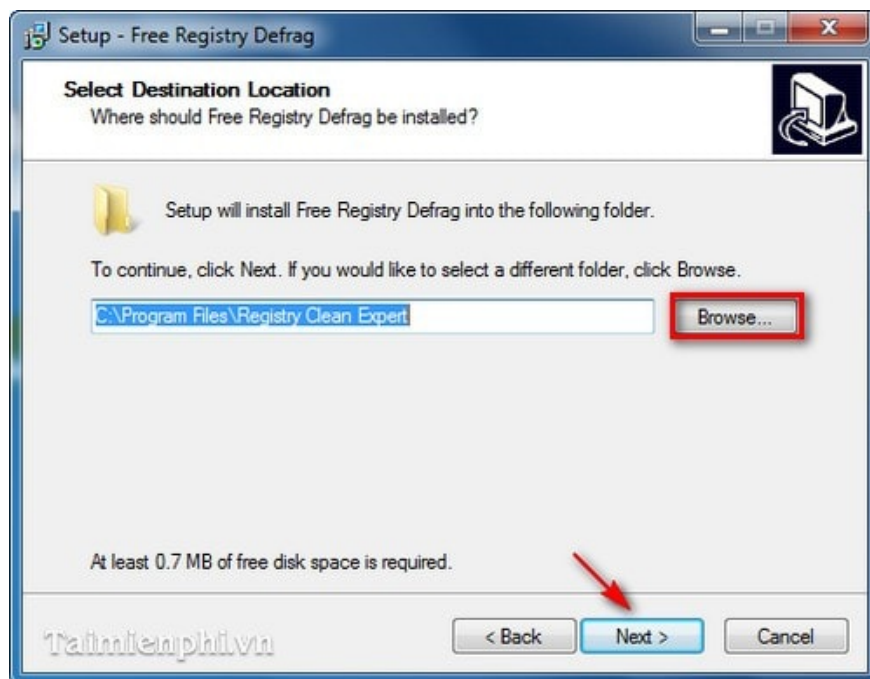 Setup - Free Registry Defrag
Select Destination Location
Where should Free Registry Defrag be installed?
Setup will install Free Registry Defrag into the following folder.
To continue, click Next. If you would like to select a different folder, click Browse.
C:\Program Files\Registry Clean Expert
Browse...
At least 0.7 MB of free disk space is required.
Taimienphi.vn
< Back
Next >
Cancel